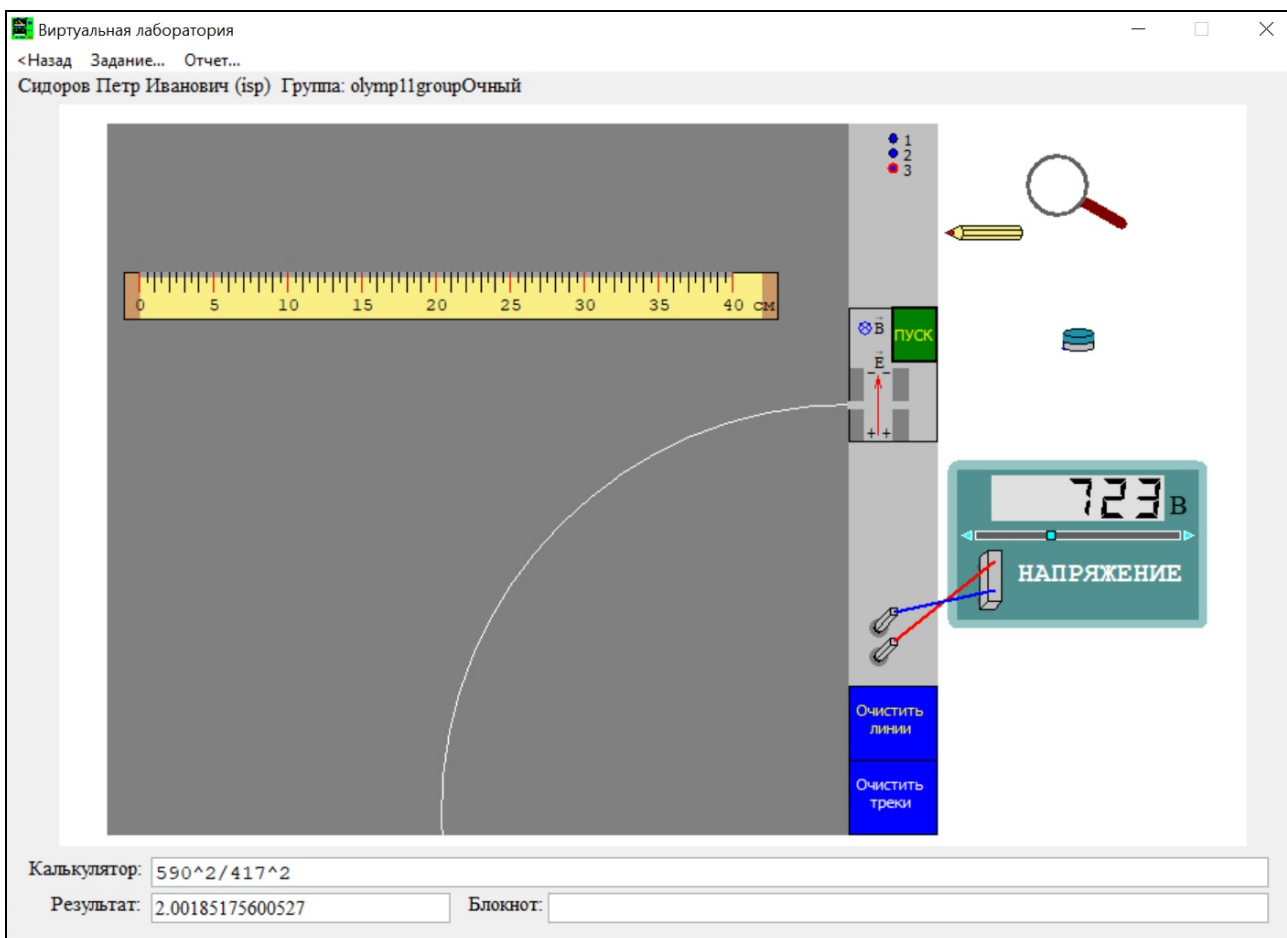 Виртуальная лаборатория
<Назад Задание... Отчет...
Сидоров Петр Иванович (isp) Группа: olymp11groupОчный
1
2
3
0 5 10 15 20 25 30 35 40 см
B
ПУСК
E
- -
+ +
723 В
НАПРЯЖЕНИЕ
Очистить
линии
Очистить
треки
Калькулятор: 590^2/417^2
Результат: 2.00185175600527 Блокнот: